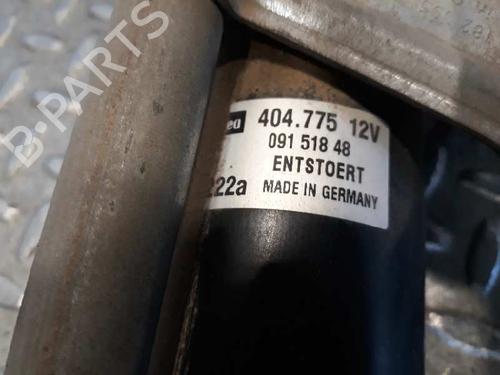 404.775 12V
091 518 48
ENTSTOERT
222a MADE IN GERMANY
B-PARTS